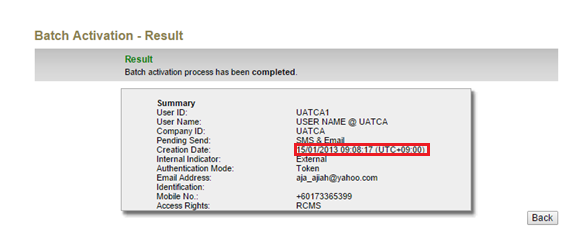 Batch Activation - Result
Result
Batch activation process has been completed.
Summary
User ID: UATCA1
User Name: USER NAME @ UATCA
Company ID: UATCA
Pending Send: SMS & Email
Creation Date: 15/01/2013 09:08:17 (UTC+09:00)
Internal Indicator: External
Authentication Mode: Token
Email Address: aja_ajiah@yahoo.com
Identification:
Mobile No.: +60173365399
Access Rights: RCMS
Back